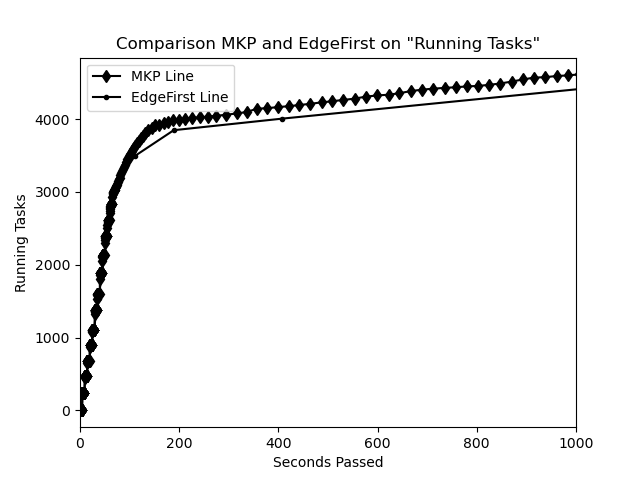 Comparison MKP and EdgeFirst on "Running Tasks"
MKP Line
EdgeFirst Line
Running Tasks
4000
3000
2000
1000
0
0 200 400 600 800 1000
Seconds Passed